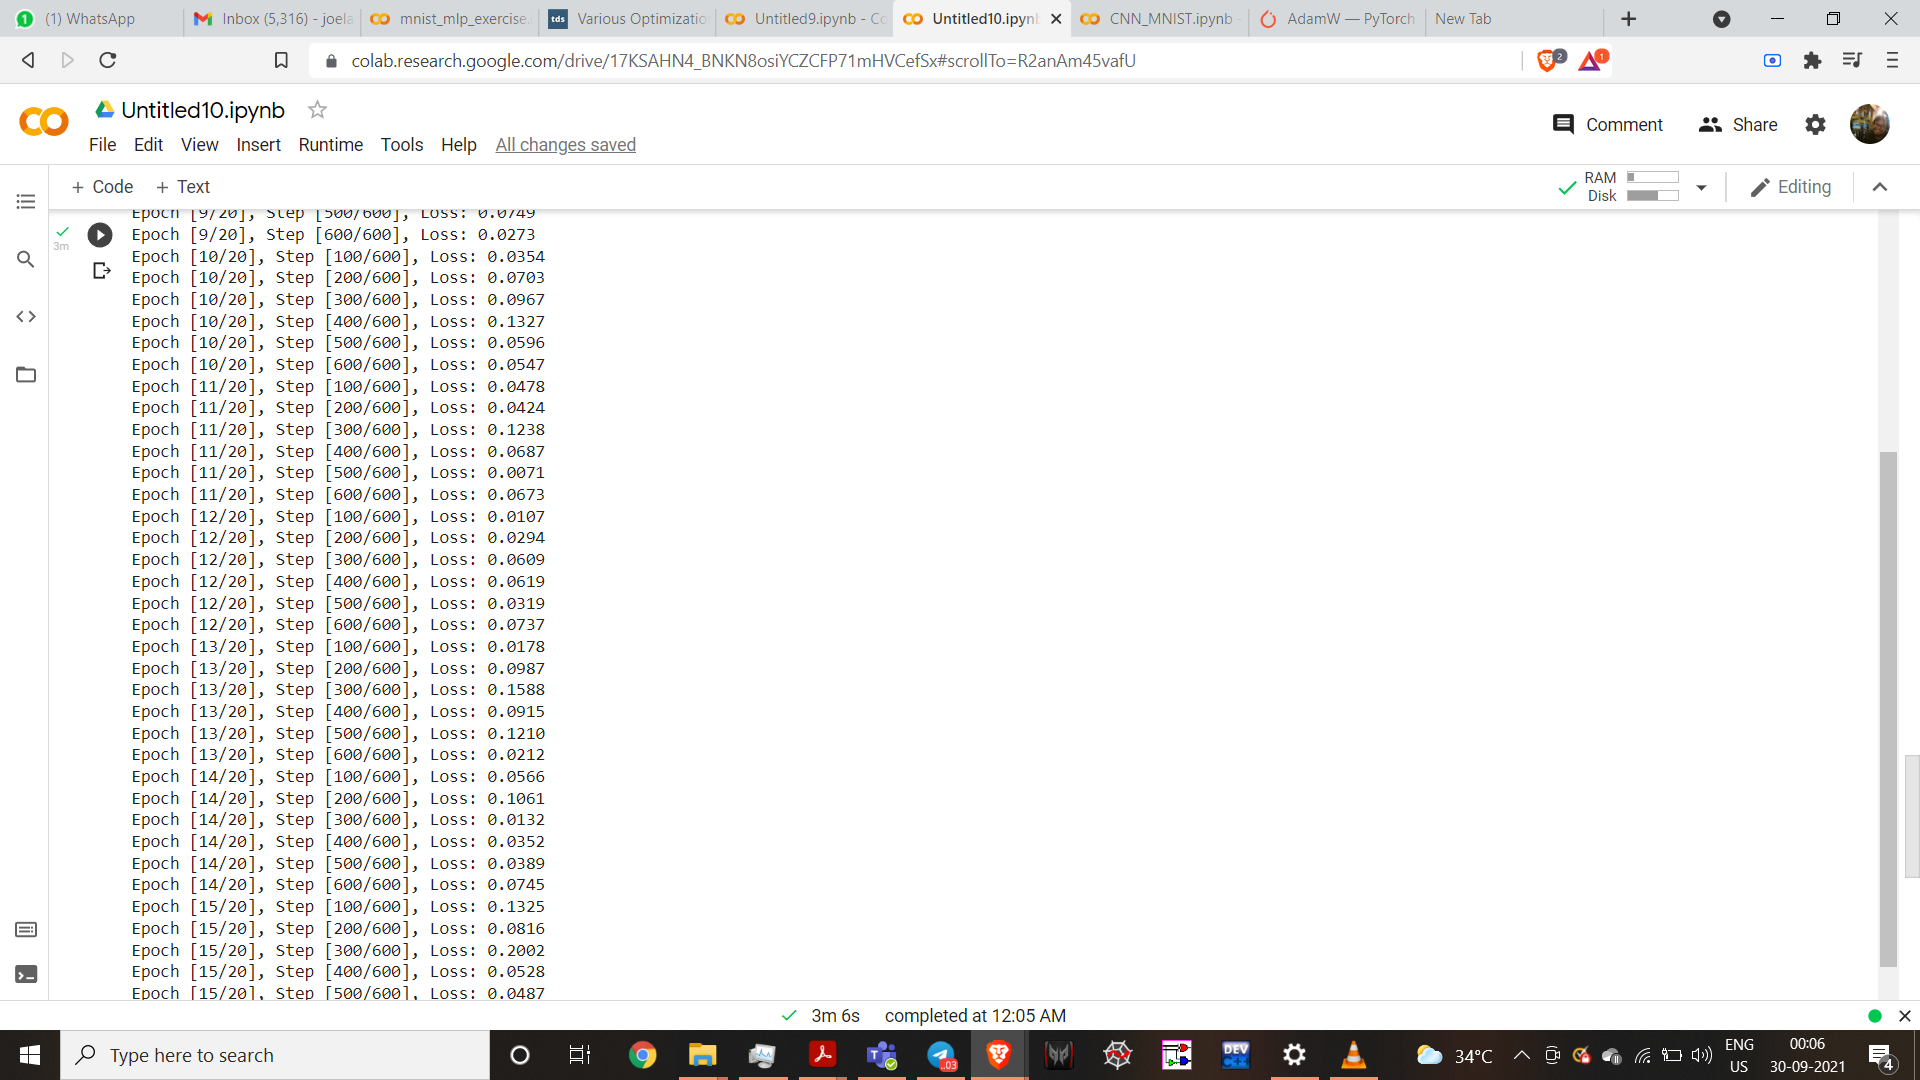 (1) WhatsApp
Inbox (5,316) - joela
mnist_mlp_exercise.
tds Various Optimizatio
Untitled9.ipynb - Co
Untitled10.ipynb
CNN_MNIST.ipynb -
AdamW — PyTorch
New Tab
colab.research.google.com/drive/17KSAHN4_BNKN8osiYCZCFP71mHVCefSx#scrollTo=R2anAm45vafU
2
1
Untitled10.ipynb
File Edit View Insert Runtime Tools Help All changes saved
Comment
Share
+ Code + Text
RAM
Disk
Editing
3m
Epoch [9/20], Step [500/600], Loss: 0.0749
Epoch [9/20], Step [600/600], Loss: 0.0273
Epoch [10/20], Step [100/600], Loss: 0.0354
Epoch [10/20], Step [200/600], Loss: 0.0703
Epoch [10/20], Step [300/600], Loss: 0.0967
Epoch [10/20], Step [400/600], Loss: 0.1327
Epoch [10/20], Step [500/600], Loss: 0.0596
Epoch [10/20], Step [600/600], Loss: 0.0547
Epoch [11/20], Step [100/600], Loss: 0.0478
Epoch [11/20], Step [200/600], Loss: 0.0424
Epoch [11/20], Step [300/600], Loss: 0.1238
Epoch [11/20], Step [400/600], Loss: 0.0687
Epoch [11/20], Step [500/600], Loss: 0.0071
Epoch [11/20], Step [600/600], Loss: 0.0673
Epoch [12/20], Step [100/600], Loss: 0.0107
Epoch [12/20], Step [200/600], Loss: 0.0294
Epoch [12/20], Step [300/600], Loss: 0.0609
Epoch [12/20], Step [400/600], Loss: 0.0619
Epoch [12/20], Step [500/600], Loss: 0.0319
Epoch [12/20], Step [600/600], Loss: 0.0737
Epoch [13/20], Step [100/600], Loss: 0.0178
Epoch [13/20], Step [200/600], Loss: 0.0987
Epoch [13/20], Step [300/600], Loss: 0.1588
Epoch [13/20], Step [400/600], Loss: 0.0915
Epoch [13/20], Step [500/600], Loss: 0.1210
Epoch [13/20], Step [600/600], Loss: 0.0212
Epoch [14/20], Step [100/600], Loss: 0.0566
Epoch [14/20], Step [200/600], Loss: 0.1061
Epoch [14/20], Step [300/600], Loss: 0.0132
Epoch [14/20], Step [400/600], Loss: 0.0352
Epoch [14/20], Step [500/600], Loss: 0.0389
Epoch [14/20], Step [600/600], Loss: 0.0745
Epoch [15/20], Step [100/600], Loss: 0.1325
Epoch [15/20], Step [200/600], Loss: 0.0816
Epoch [15/20], Step [300/600], Loss: 0.2002
Epoch [15/20], Step [400/600], Loss: 0.0528
Epoch [15/20], Step [500/600], Loss: 0.0487
3m 6s completed at 12:05 AM
Type here to search
..03
DEV
C++
34°C
ENG
US
00:06
30-09-2021
4